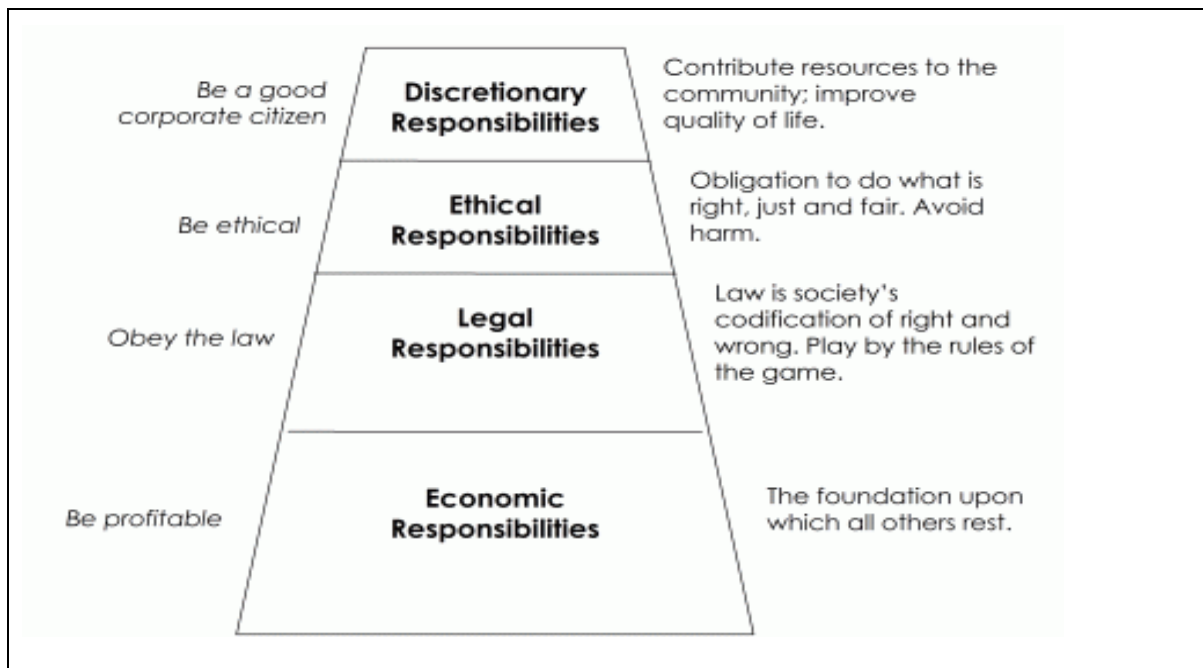 Be a good
corporate citizen
Discretionary
Responsibilities
Contribute resources to the
community; improve
quality of life.
Be ethical
Ethical
Responsibilities
Obligation to do what is
right, just and fair. Avoid
harm.
Obey the law
Legal
Responsibilities
Law is society's
codification of right and
wrong. Play by the rules of
the game.
Be profitable
Economic
Responsibilities
The foundation upon
which all others rest.